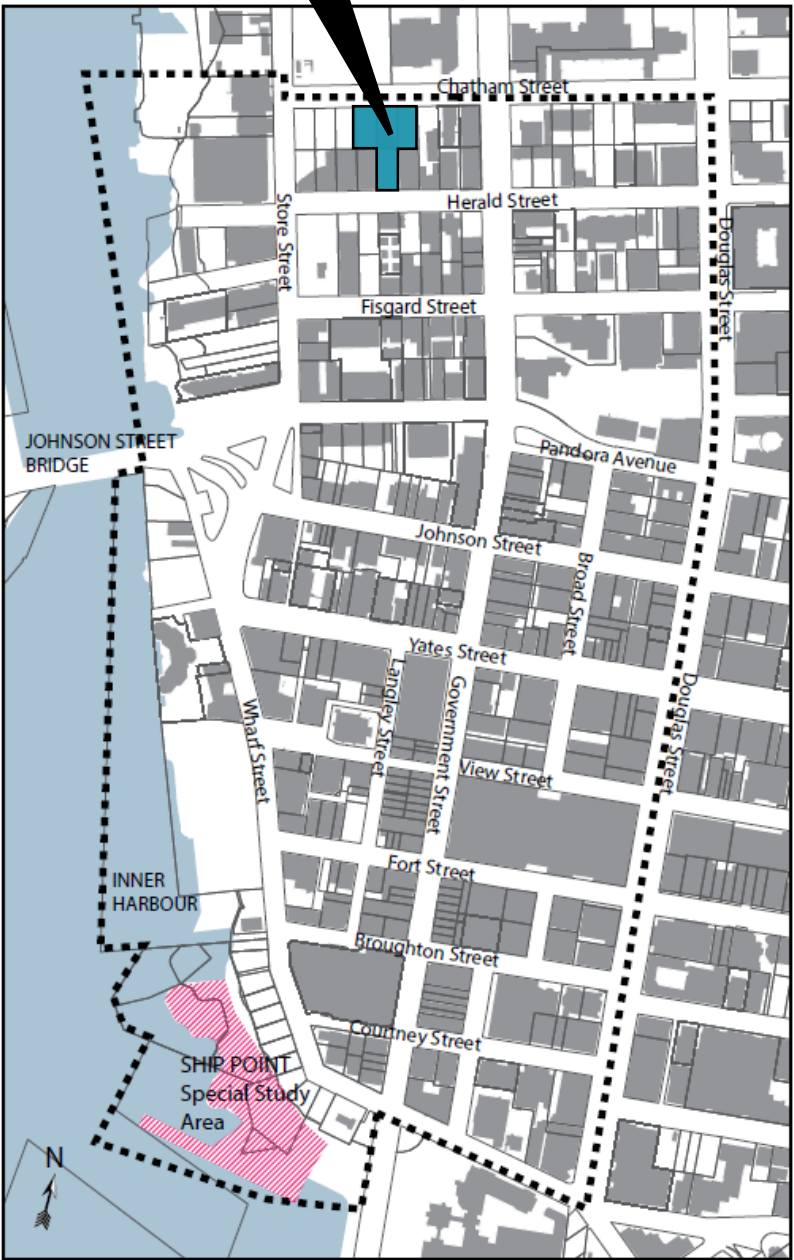 Chatham Street
Herald Street
Store Street
Douglas Street
Fisgard Street
JOHNSON STREET
BRIDGE
Pandora Avenue
Johnson Street
Broad Street
Yates Street
Langley Street
Government Street
Douglas Street
Wharf Street
View Street
Fort Street
INNER
HARBOUR
Broughton Street
Courtney Street
SHIP POINT
Special Study
Area
N